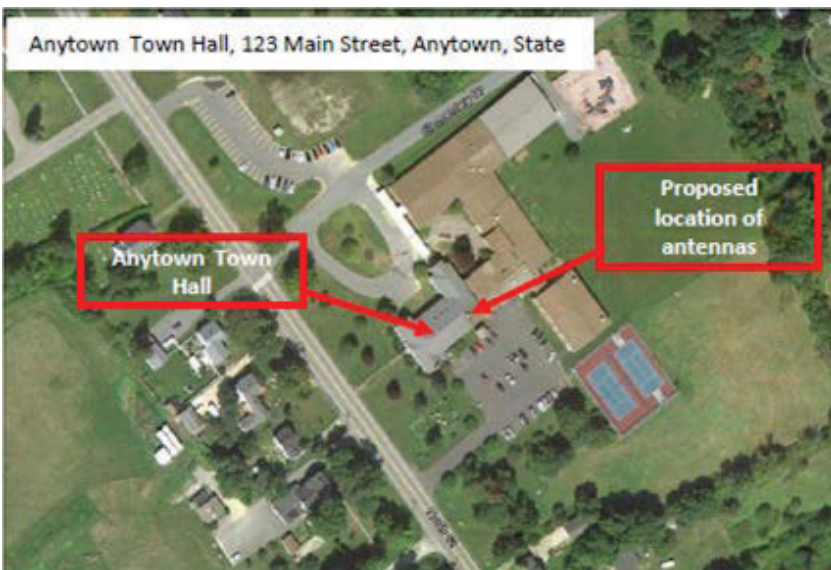 Anytown Town Hall, 123 Main Street, Anytown, State
Proposed
location of
antennas
Anytown Town
Hall